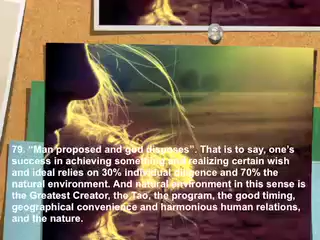 79. “Man proposed and god disposes”. That is to say, one’s
success in achieving something and realizing certain wish
and ideal relies on 30% individual diligence and 70% the
natural environment. And natural environment in this sense is
the Greatest Creator, the Tao, the program, the good timing,
geographical convenience and harmonious human relations,
and the nature.